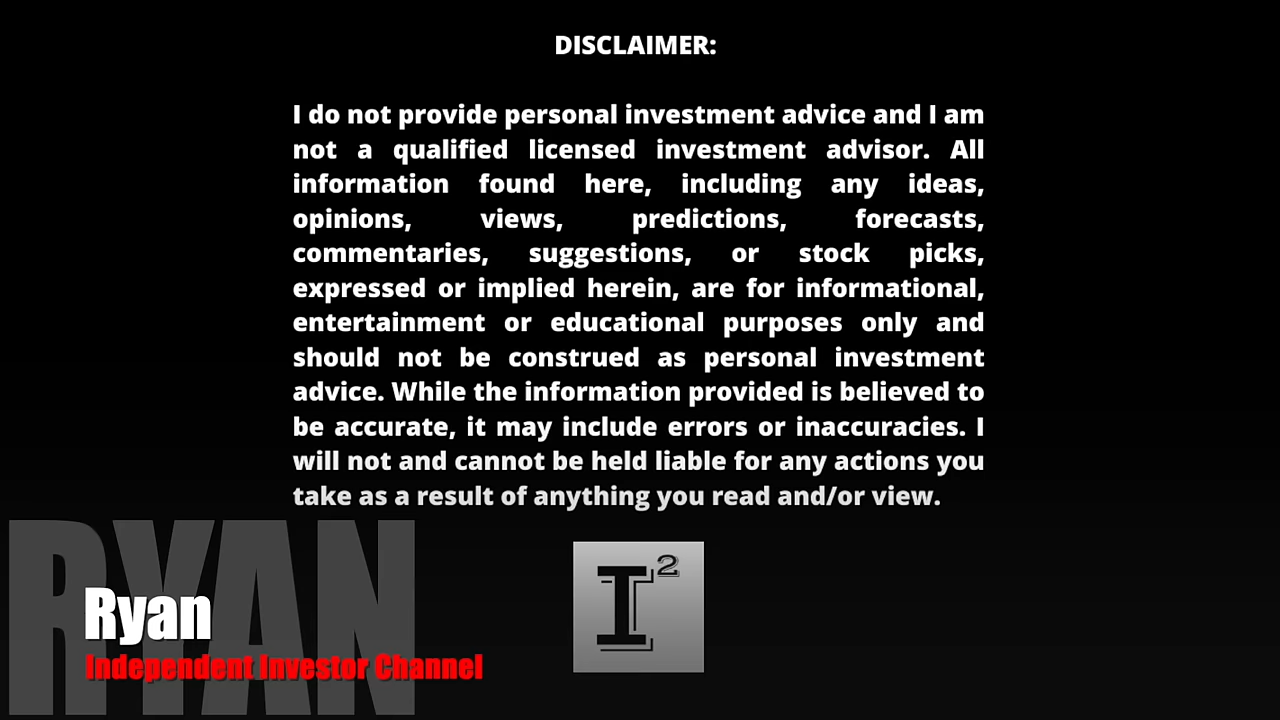 DISCLAIMER:
I do not provide personal investment advice and I am
not a qualified licensed investment advisor. All
information found here, including any ideas,
opinions, views, predictions, forecasts,
commentaries, suggestions, or stock picks,
expressed or implied herein, are for informational,
entertainment or educational purposes only and
should not be construed as personal investment
advice. While the information provided is believed to
be accurate, it may include errors or inaccuracies. I
will not and cannot be held liable for any actions you
take as a result of anything you read and/or view.
RYAN
Ryan
Independent Investor Channel
I²